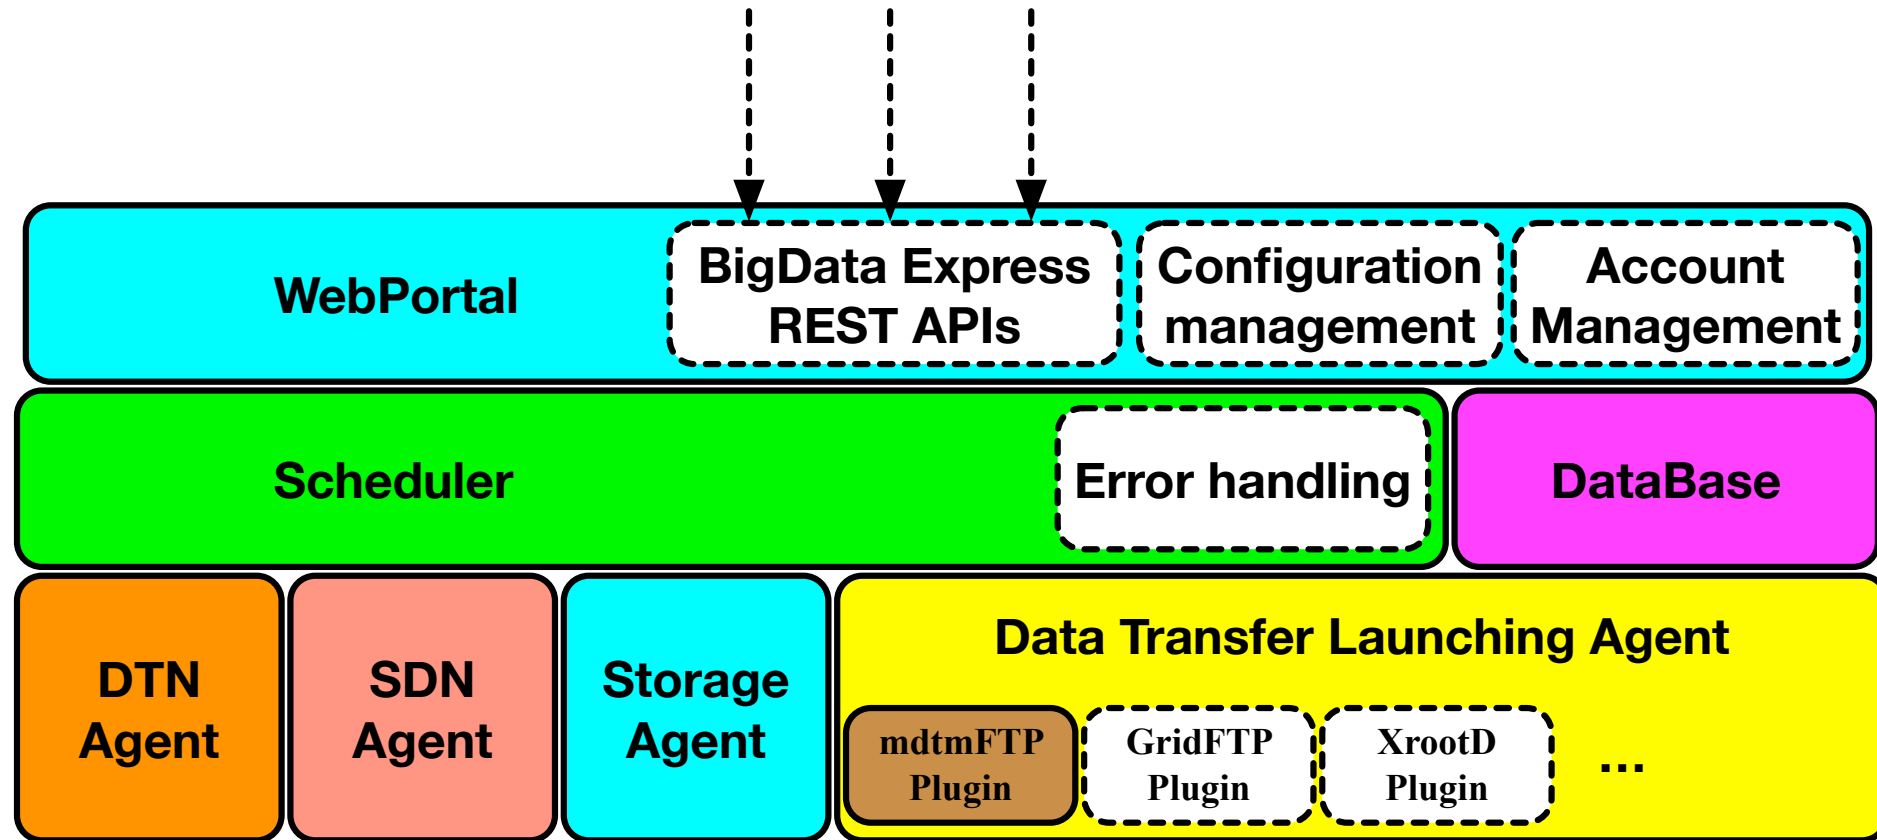 WebPortal
BigData Express
REST APIs
Configuration
management
Account
Management
Scheduler
Error handling
DataBase
DTN
Agent
SDN
Agent
Storage
Agent
Data Transfer Launching Agent
mdtmFTP
Plugin
GridFTP
Plugin
XrootD
Plugin
...